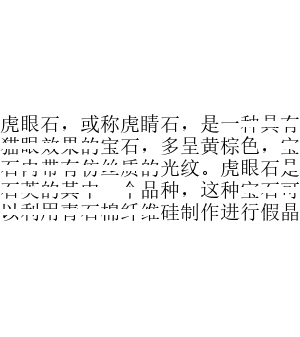 虎眼石，或称虎睛石，是一种具有
猫眼效果的宝石，多呈黄棕色，宝
石内带有仿丝质的光纹。虎眼石是
石英的其中一个品种，这种宝石可
以利用青石棉纤维硅制作进行假晶